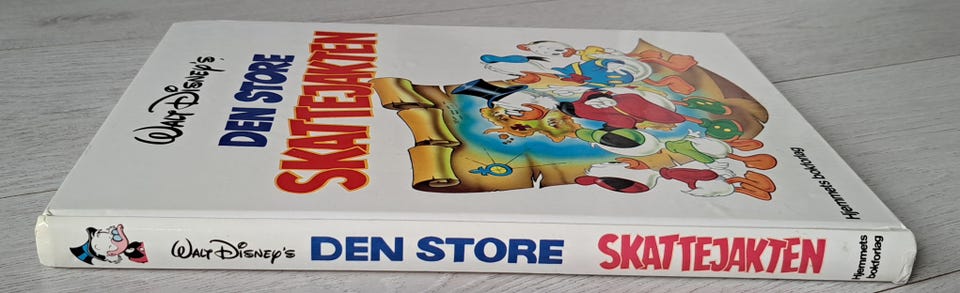 WALT DISNEY'S
DEN STORE
SKATTEJAKTEN
Hjemmets bokforlag
WALT DISNEY'S DEN STORE SKATTEJAKTEN
Hjemmets
bokforlag